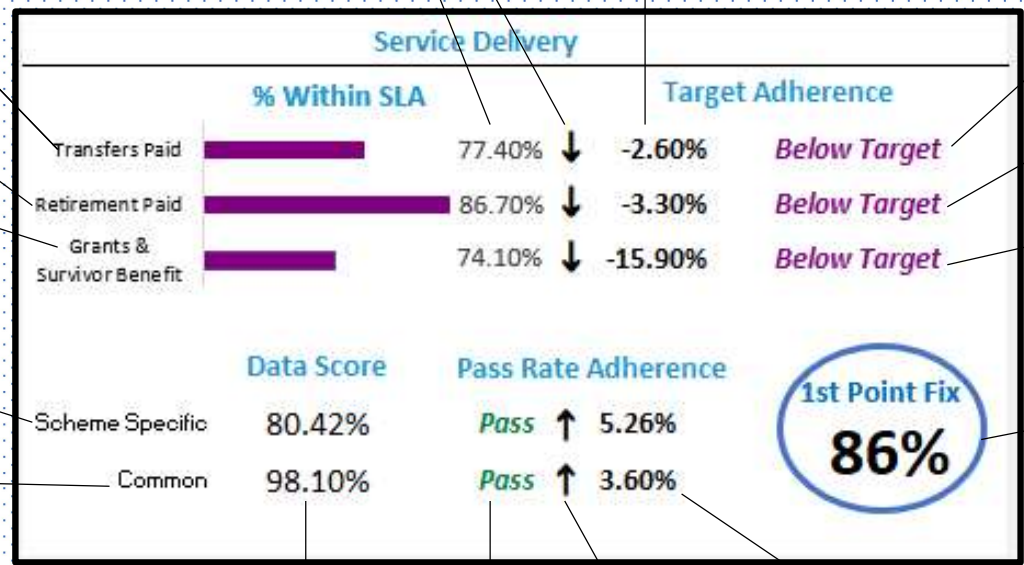 Service Delivery
% Within SLA
Target Adherence
Transfers Paid 77.40% ↓ -2.60% Below Target
Retirement Paid 86.70% ↓ -3.30% Below Target
Grants &
Survivor Benefit 74.10% ↓ -15.90% Below Target
Data Score Pass Rate Adherence
Scheme Specific 80.42% Pass ↑ 5.26%
Common 98.10% Pass ↑ 3.60%
1st Point Fix
86%